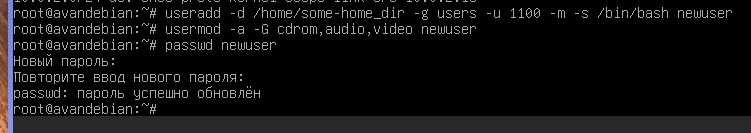 root@avandebian:~# useradd -d /home/some-home_dir -g users -u 1100 -m -s /bin/bash newuser
root@avandebian:~# usermod -a -G cdrom,audio,video newuser
root@avandebian:~# passwd newuser
Новый пароль:
Повторите ввод нового пароля:
passwd: пароль успешно обновлён
root@avandebian:~#